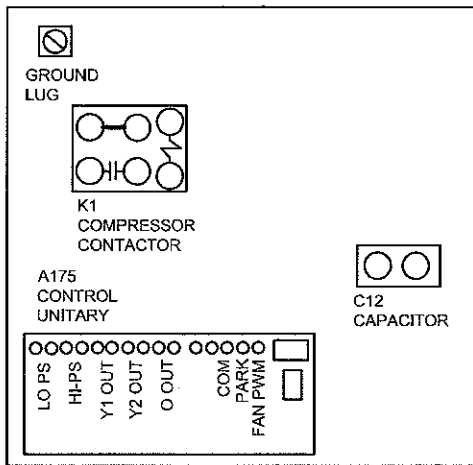 GROUND
LUG
K1
COMPRESSOR
CONTACTOR
A175
CONTROL
UNITARY
C12
CAPACITOR
LO PS
HI-PS
Y1 OUT
Y2 OUT
O OUT
COM
PARK
FAN PWM